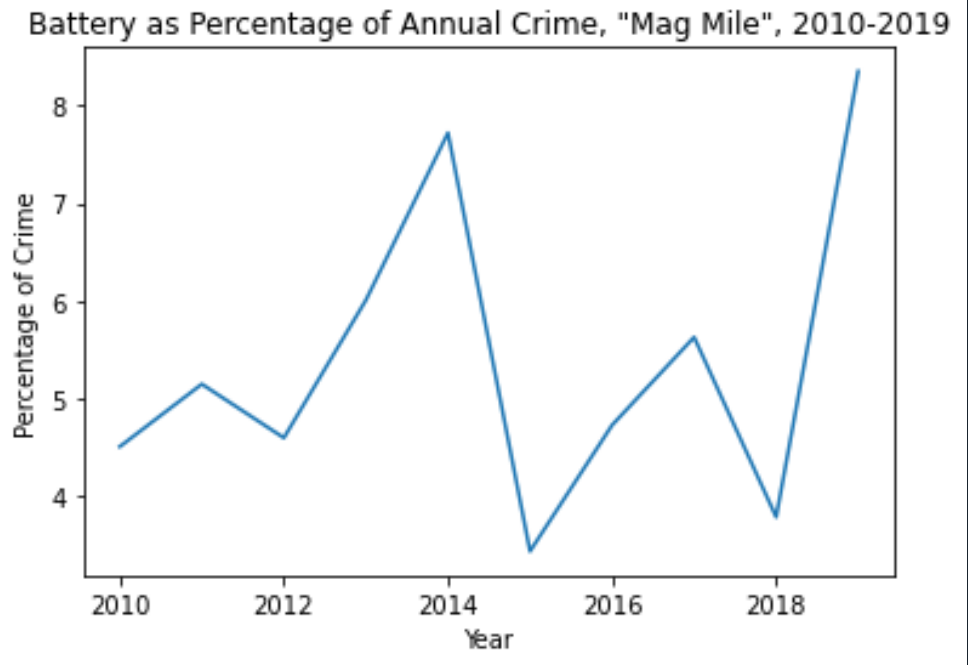 Battery as Percentage of Annual Crime, "Mag Mile", 2010-2019
8
7
6
5
4
Percentage of Crime
2010 2012 2014 2016 2018
Year